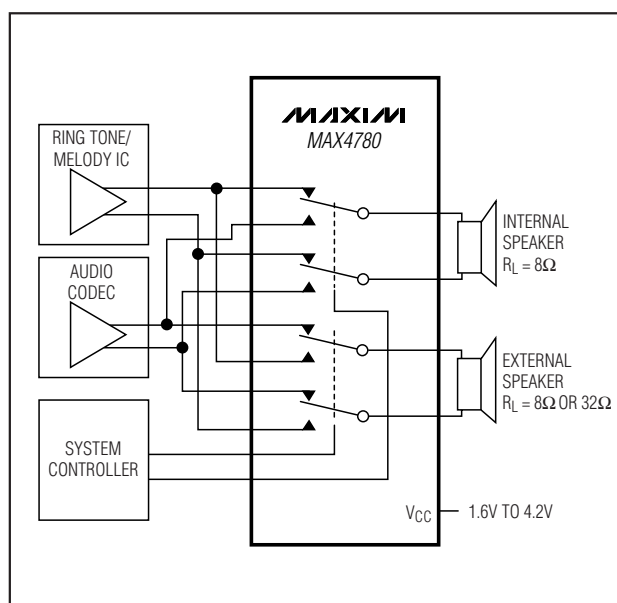 MAXIM
MAX4780
RING TONE/
MELODY IC
AUDIO
CODEC
SYSTEM
CONTROLLER
INTERNAL
SPEAKER
RL = 8Ω
EXTERNAL
SPEAKER
RL = 8Ω OR 32Ω
VCC
1.6V TO 4.2V